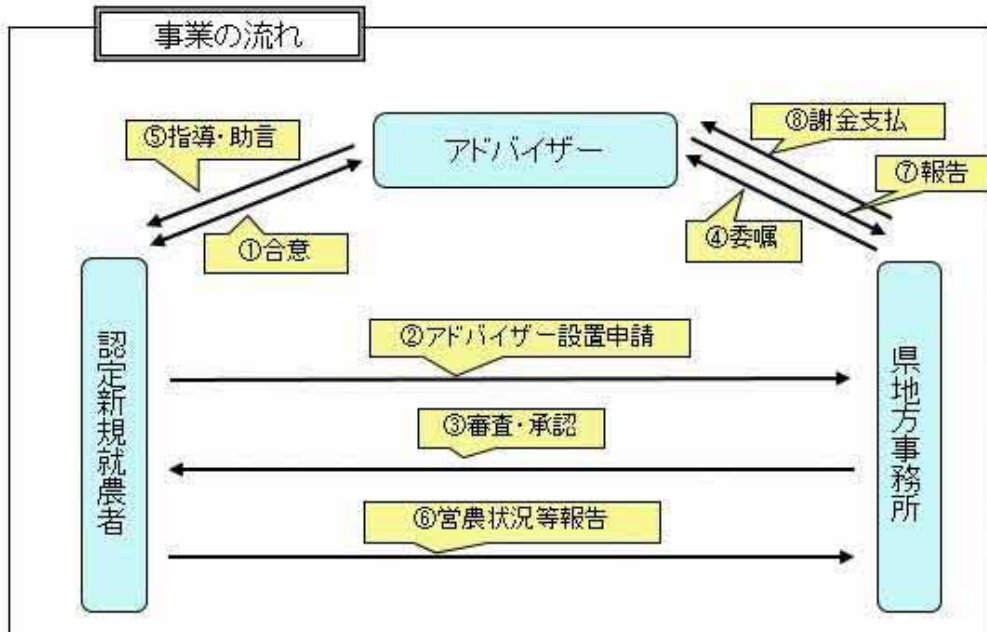 事業の流れ
⑤指導・助言
アドバイザー
⑧謝金支払
⑦報告
①合意
④委嘱
認定新規就農者
②アドバイザー設置申請
県地方事務所
③審査・承認
⑥営農状況等報告